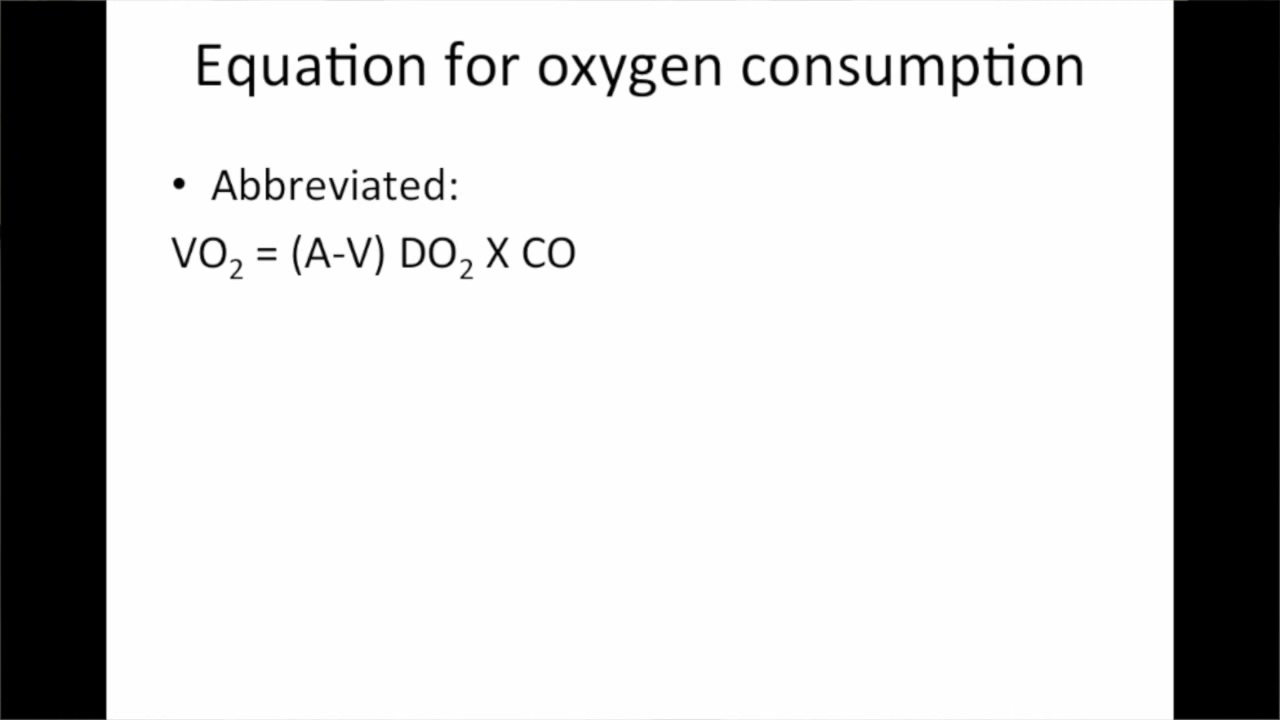 Equation for oxygen consumption
• Abbreviated:
VO₂ = (A-V) DO₂ X CO